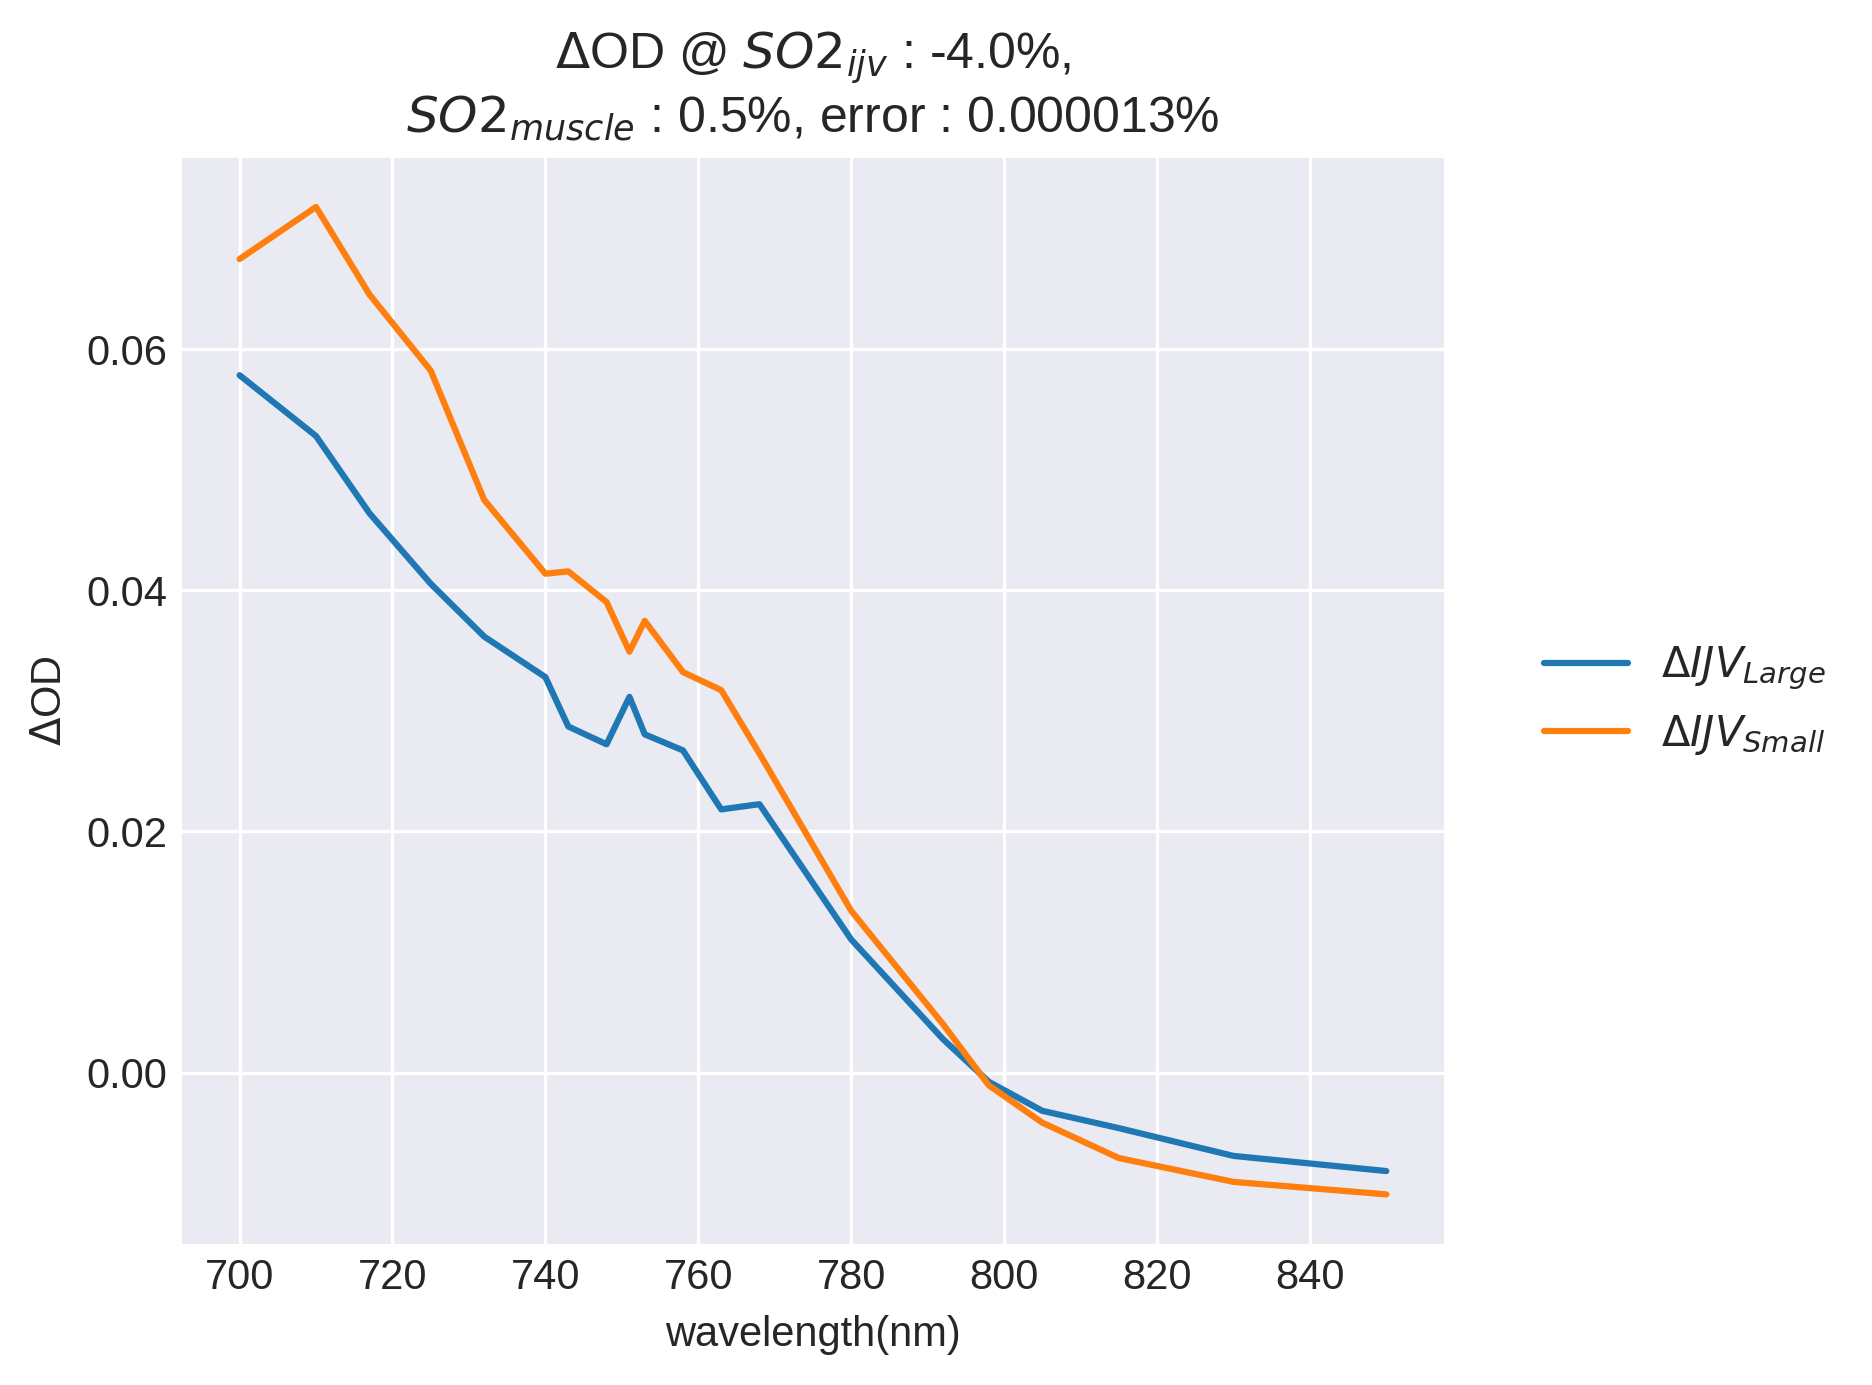 ΔOD @ SO2ijv : -4.0%,
SO2muscle : 0.5%, error : 0.000013%
0.06
0.04
0.02
0.00
ΔOD
700 720 740 760 780 800 820 840
wavelength(nm)
ΔIJVLarge
ΔIJVSmall